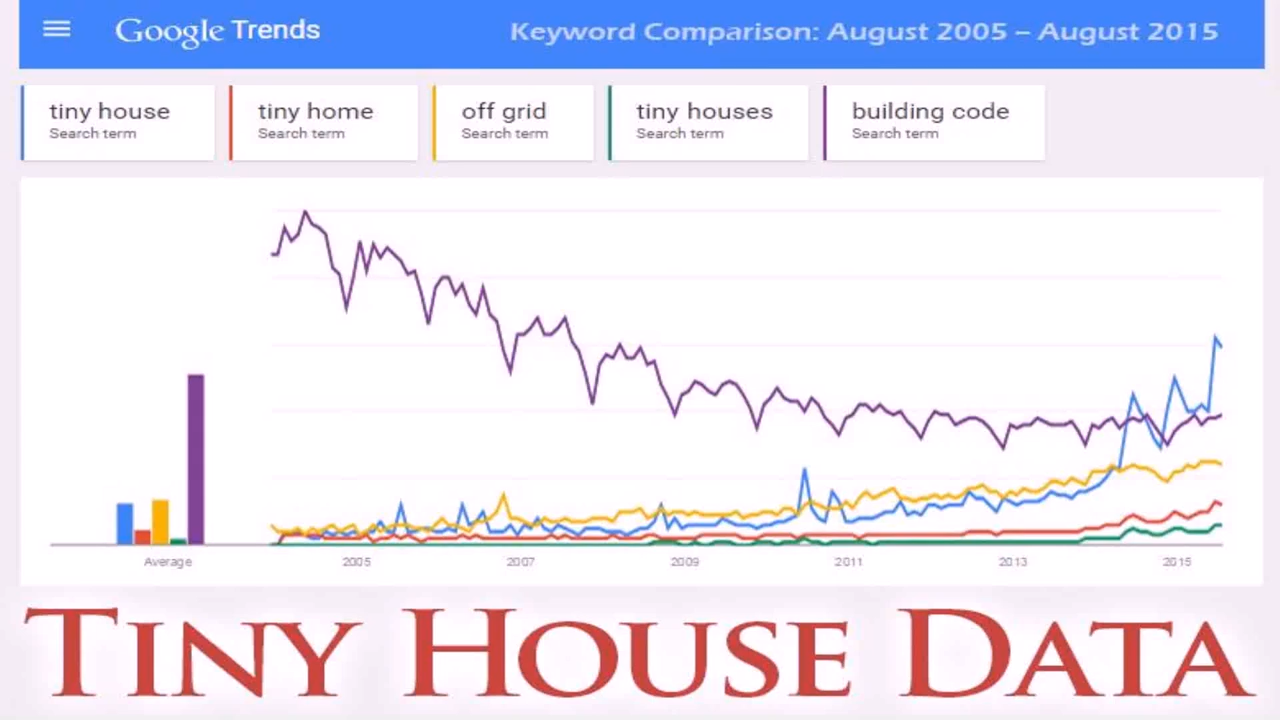 Google Trends
Keyword Comparison: August 2005 – August 2015
tiny house
Search term
tiny home
Search term
off grid
Search term
tiny houses
Search term
building code
Search term
Average
2005
2007
2009
2011
2013
2015
TINY HOUSE DATA